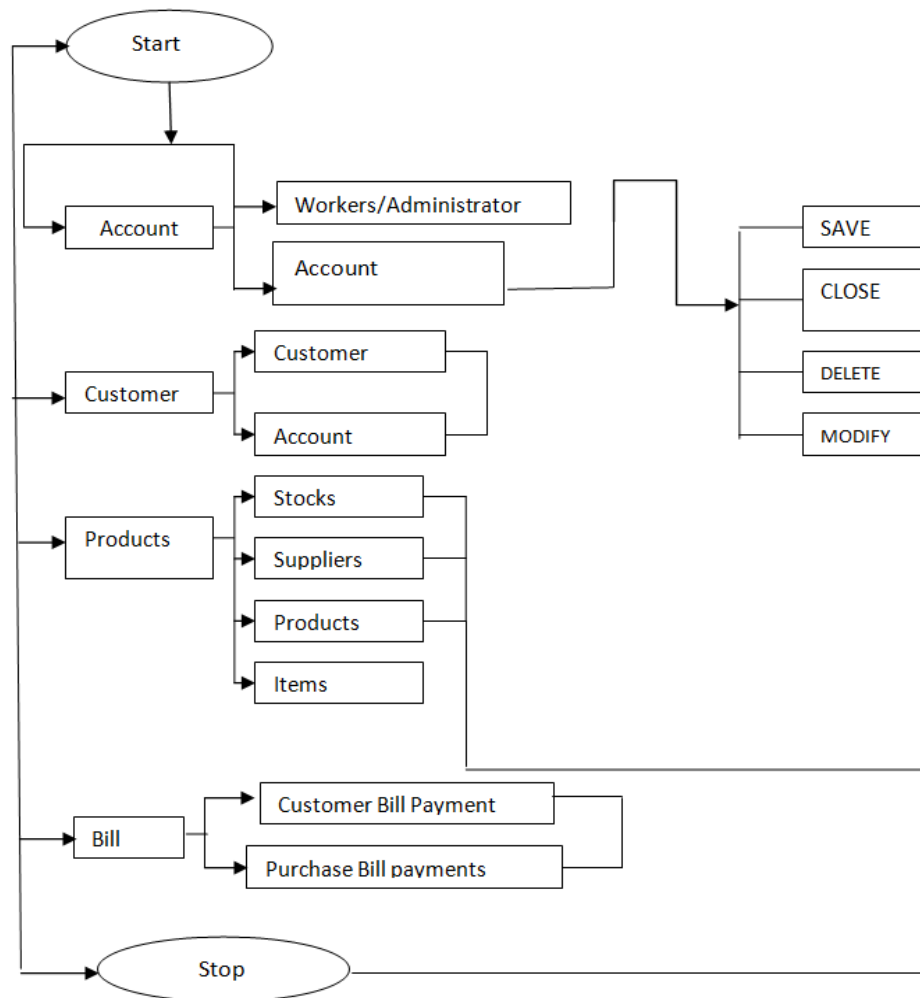 Start
Workers/Administrator
Account
Account
SAVE
CLOSE
DELETE
MODIFY
Customer
Customer
Account
Products
Stocks
Suppliers
Products
Items
Bill
Customer Bill Payment
Purchase Bill payments
Stop